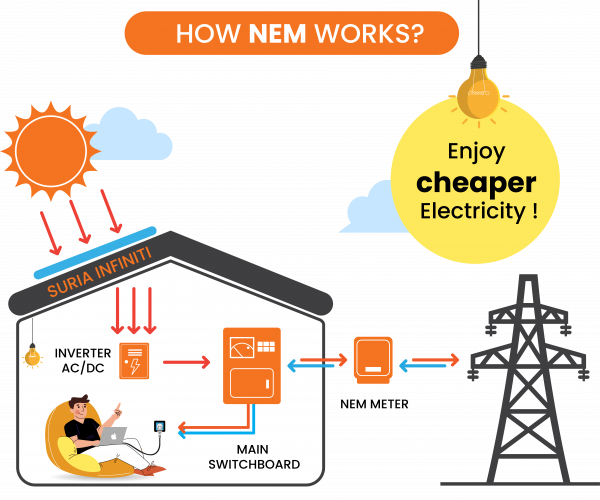 HOW NEM WORKS?
Enjoy
cheaper
Electricity !
SURIA INFINITI
INVERTER
AC/DC
NEM METER
MAIN
SWITCHBOARD